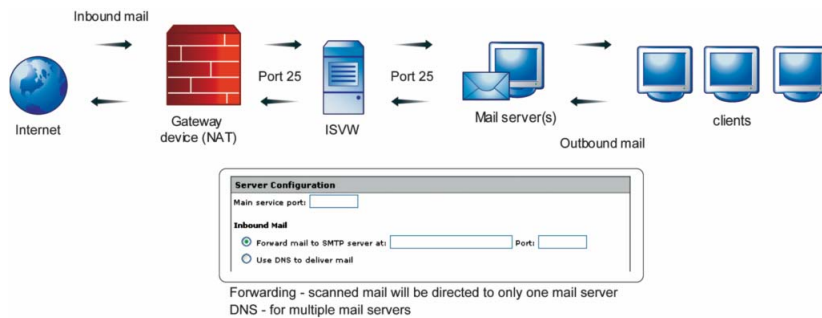 Inbound mail
Port 25
Port 25
Internet
Gateway
device (NAT)
ISVW
Mail server(s)
clients
Outbound mail
Server Configuration
Main service port:
Inbound Mail
Forward mail to SMTP server at: Port:
Use DNS to deliver mail
Forwarding - scanned mail will be directed to only one mail server
DNS - for multiple mail servers